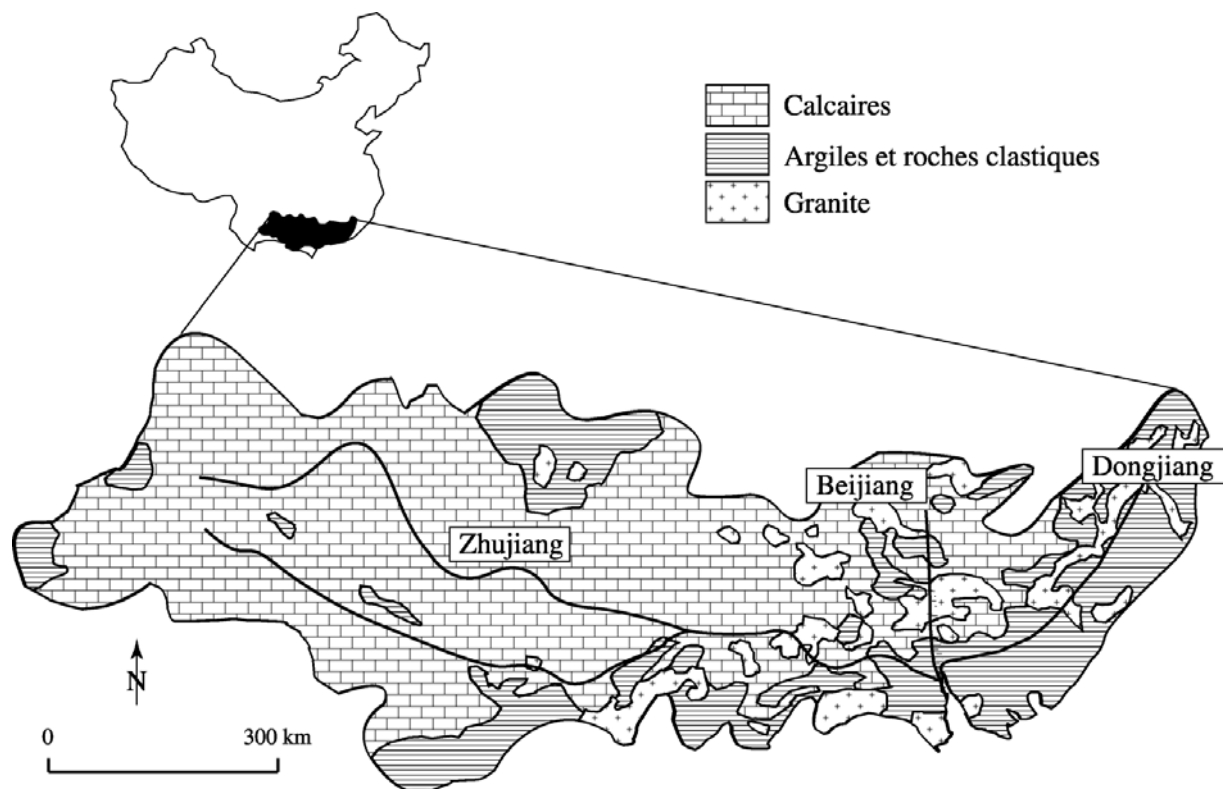 Calcaires
Argiles et roches clastiques
Granite
Dongjiang
Beijiang
Zhujiang
N
0 300 km